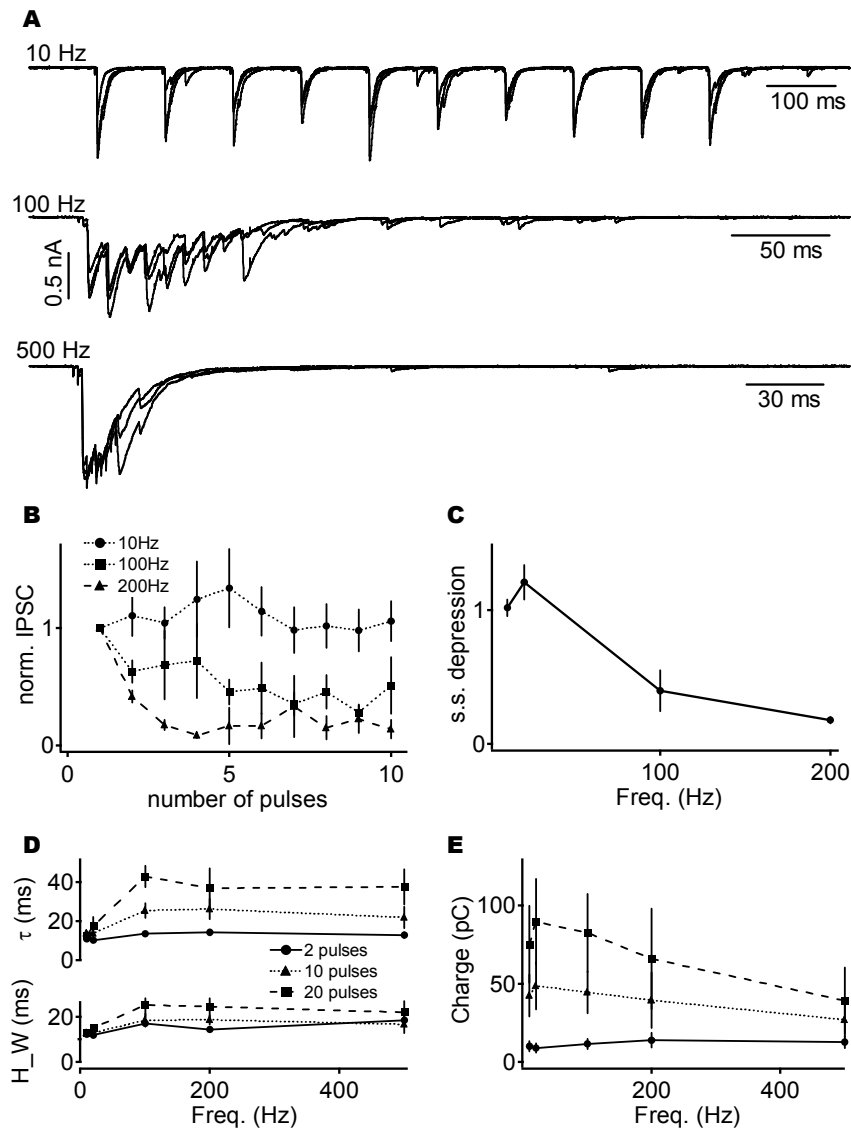 A
10 Hz
100 ms
100 Hz
0.5 nA
50 ms
500 Hz
30 ms
B
10Hz
100Hz
200Hz
norm. IPSC
1
0
0
5
10
number of pulses
C
s.s. depression
1
0
100
200
Freq. (Hz)
D
τ (ms)
40
20
0
2 pulses
10 pulses
20 pulses
H_W (ms)
20
0
0
200
400
Freq. (Hz)
E
Charge (pC)
100
50
0
200
400
Freq. (Hz)